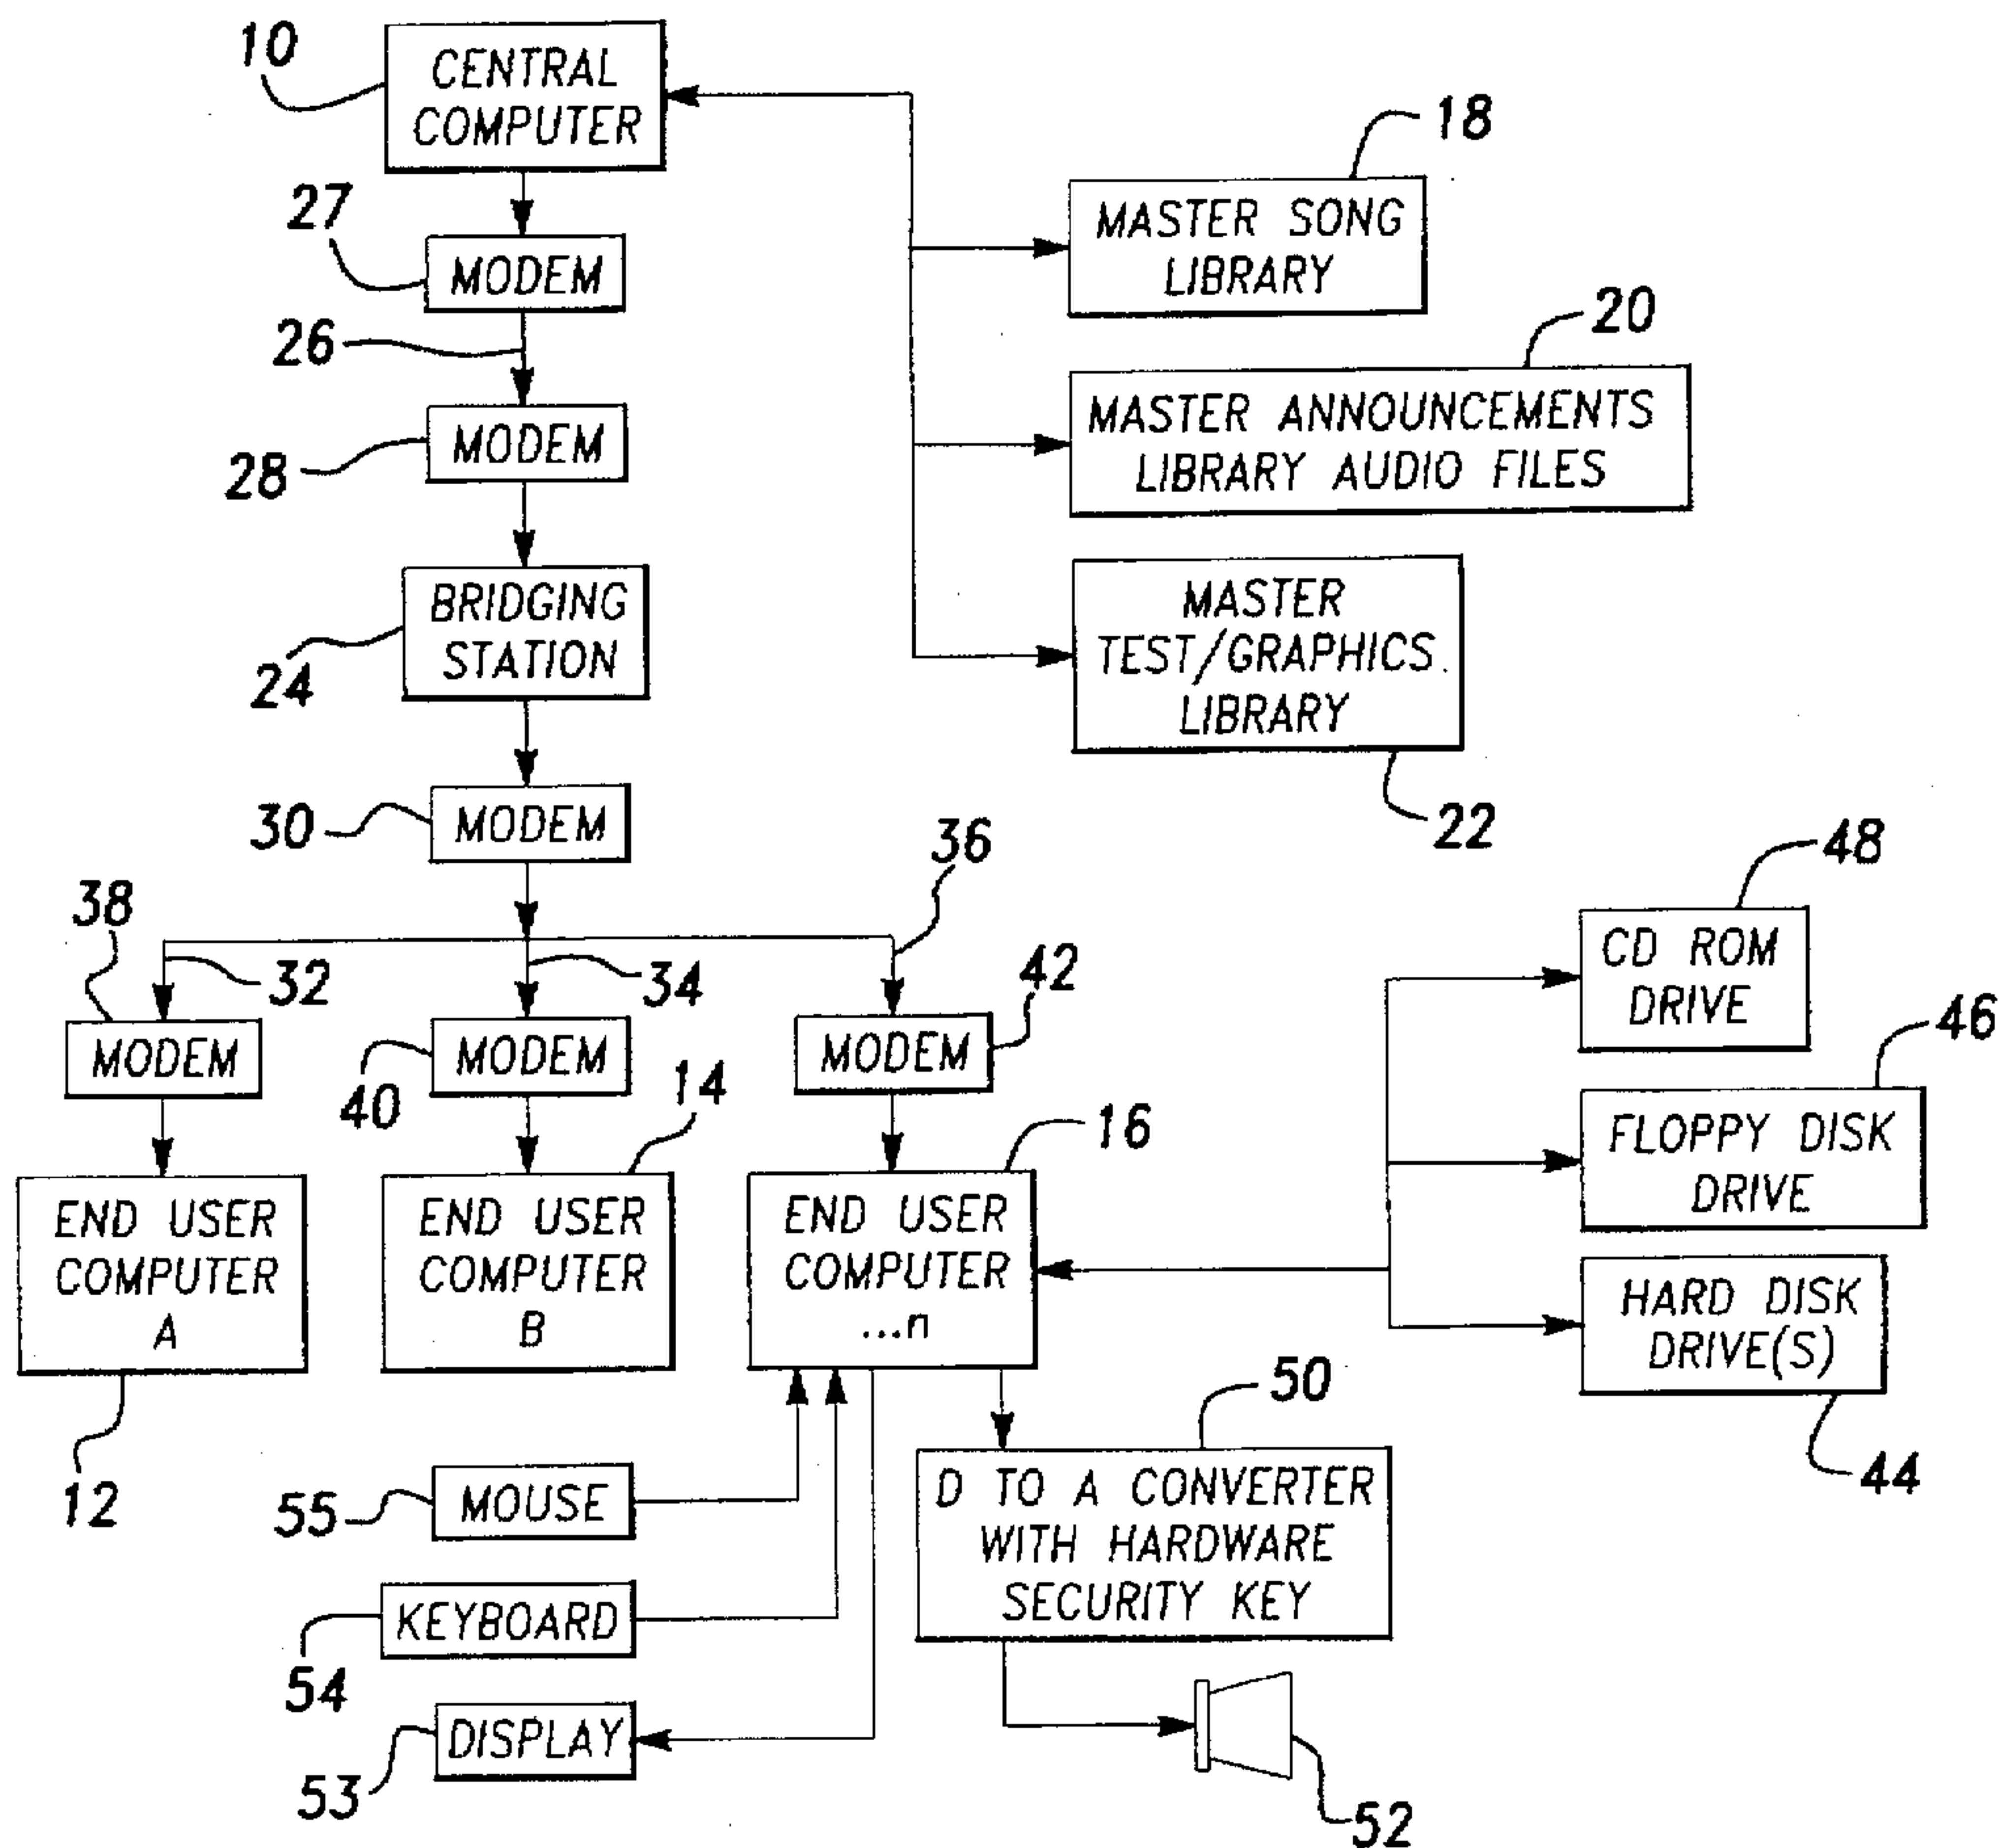 10
CENTRAL
COMPUTER
18
27
MODEM
MASTER SONG
LIBRARY
26
20
28
MODEM
MASTER ANNOUNCEMENTS
LIBRARY AUDIO FILES
24
BRIDGING
STATION
MASTER
TEST/GRAPHICS
LIBRARY
22
30
MODEM
36
48
38
32
34
42
CD ROM
DRIVE
46
MODEM
40
MODEM
14
MODEM
16
FLOPPY DISK
DRIVE
END USER
COMPUTER
A
END USER
COMPUTER
B
END USER
COMPUTER
...n
HARD DISK
DRIVE(S)
44
12
50
55
MOUSE
D TO A CONVERTER
WITH HARDWARE
SECURITY KEY
54
KEYBOARD
53
DISPLAY
52